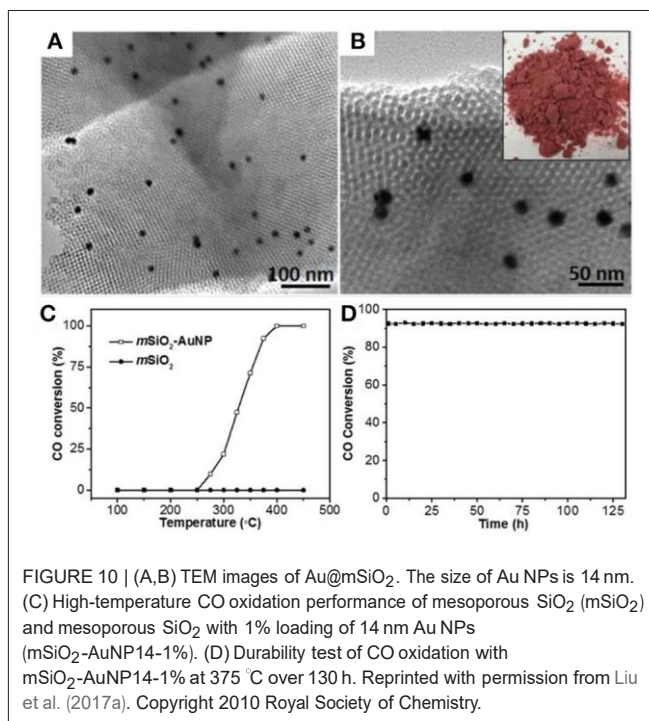 A
B
100 nm
50 nm
C
D
CO conversion (%)
100
75
50
25
0
mSiO₂-AuNP
mSiO₂
100 200 300 400 500
Temperature (◦C)
CO Conversion (%)
100
80
60
40
20
0
0 25 50 75 100 125
Time (h)
FIGURE 10 | (A,B) TEM images of Au@mSiO₂. The size of Au NPs is 14 nm.
(C) High-temperature CO oxidation performance of mesoporous SiO₂ (mSiO₂)
and mesoporous SiO₂ with 1% loading of 14 nm Au NPs
(mSiO₂-AuNP14-1%). (D) Durability test of CO oxidation with
mSiO₂-AuNP14-1% at 375 °C over 130 h. Reprinted with permission from Liu
et al. (2017a). Copyright 2010 Royal Society of Chemistry.